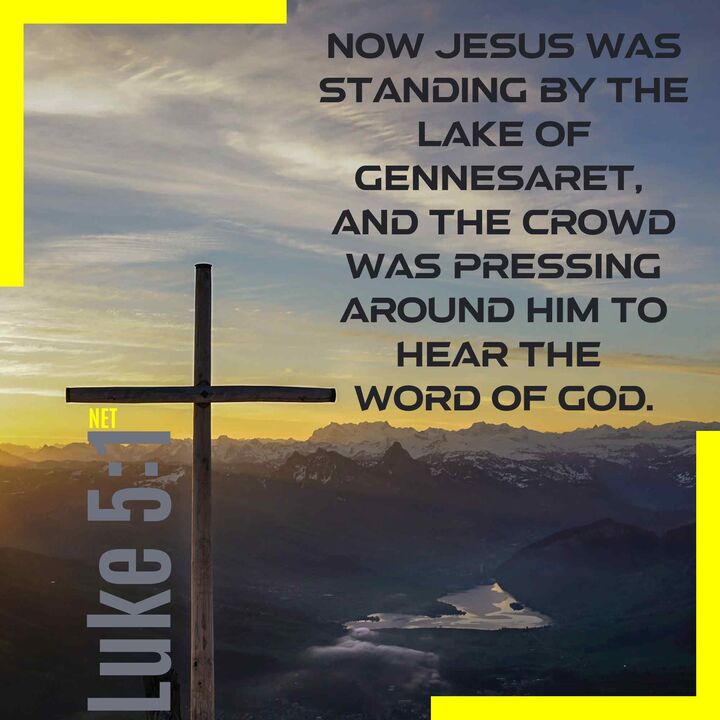 NOW JESUS WAS
STANDING BY THE
LAKE OF
GENNESARET,
AND THE CROWD
WAS PRESSING
AROUND HIM TO
HEAR THE
WORD OF GOD.
NET
Luke 5:1